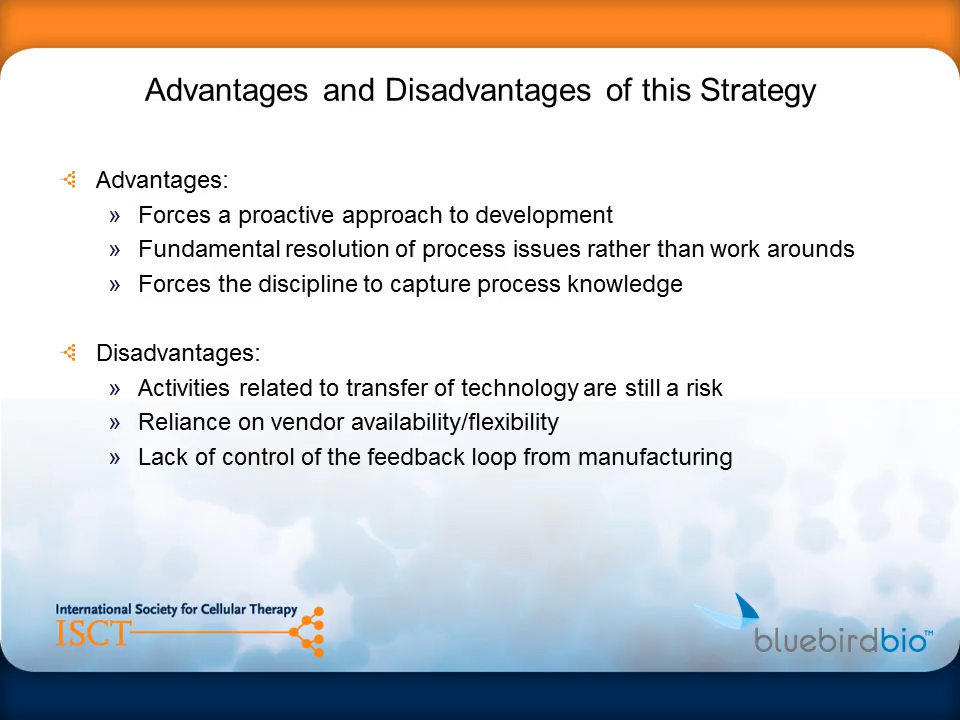 Advantages and Disadvantages of this Strategy
Advantages:
» Forces a proactive approach to development
» Fundamental resolution of process issues rather than work arounds
» Forces the discipline to capture process knowledge
Disadvantages:
» Activities related to transfer of technology are still a risk
» Reliance on vendor availability/flexibility
» Lack of control of the feedback loop from manufacturing
International Society for Cellular Therapy
ISCT
bluebirdbio™